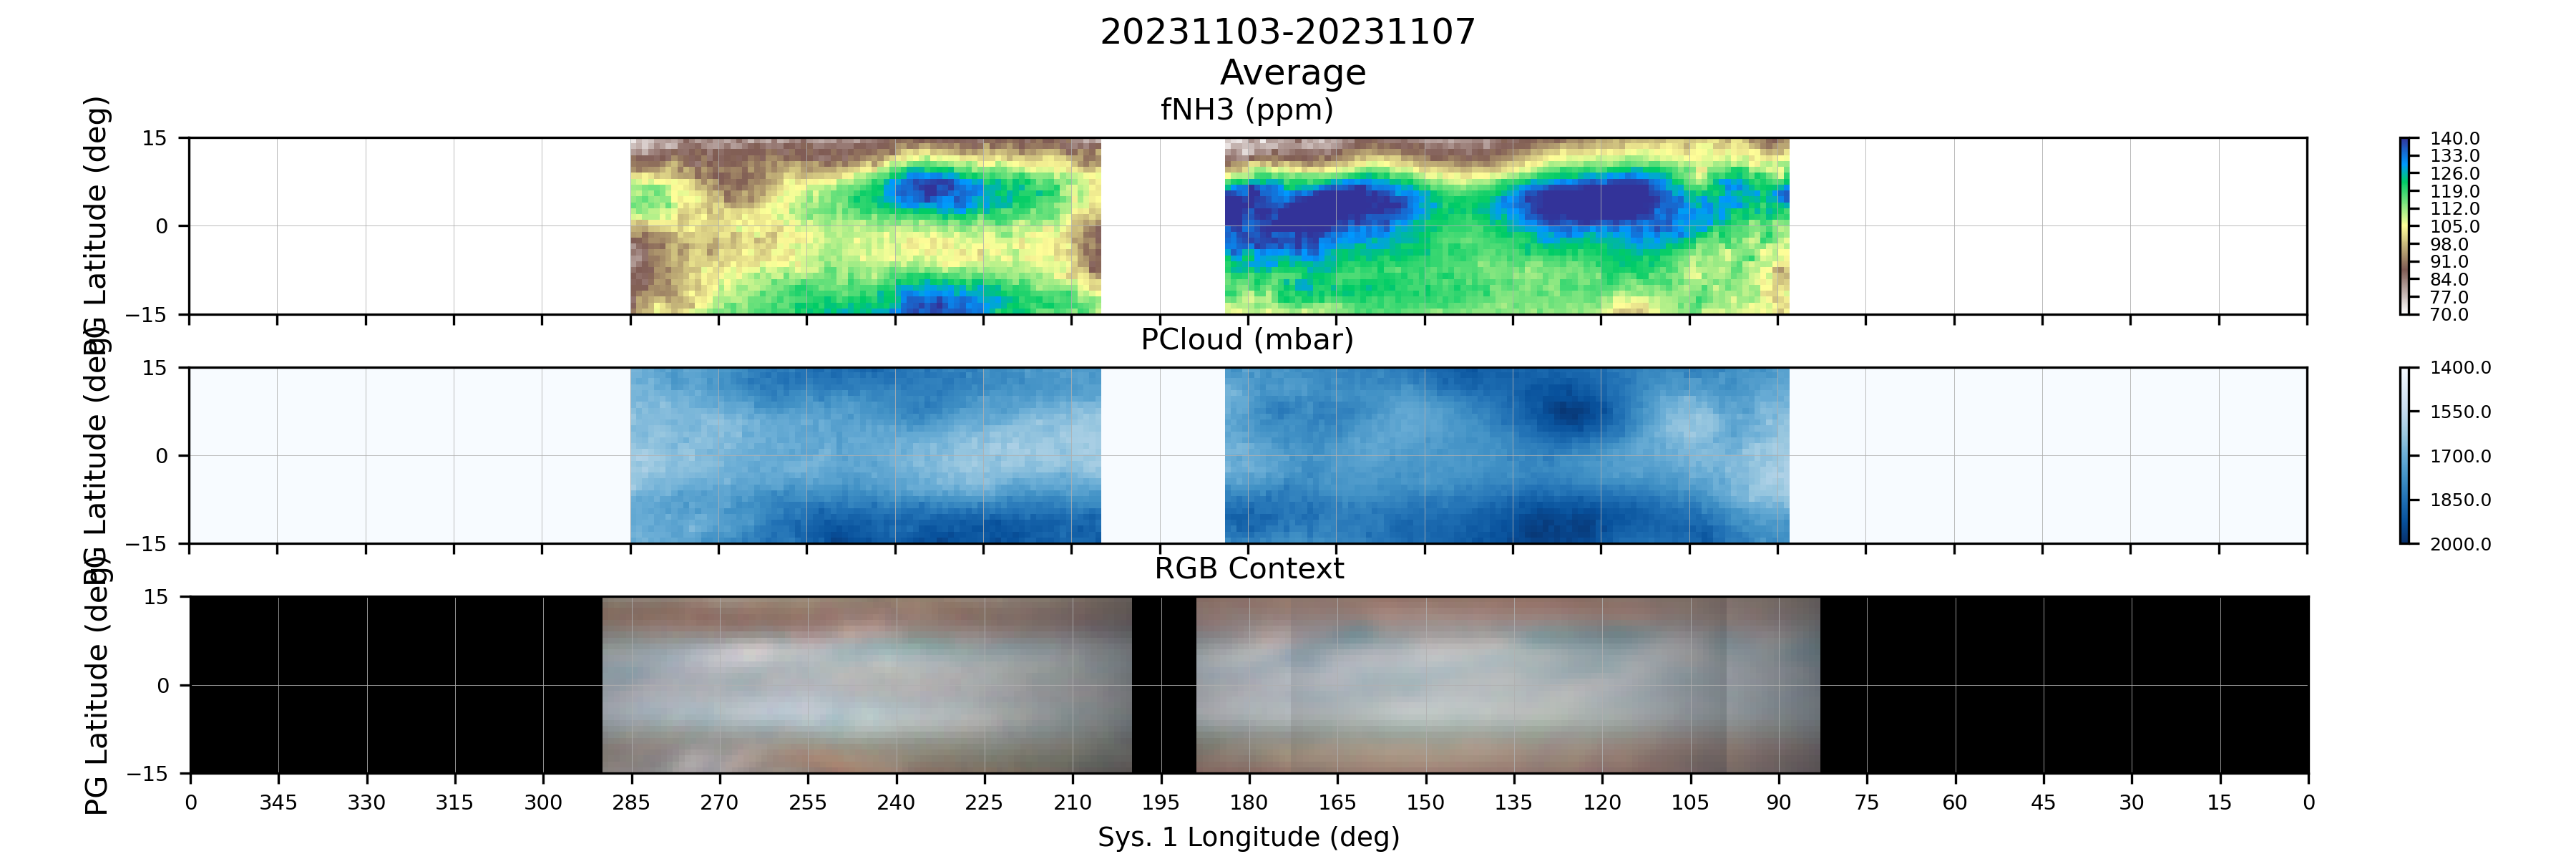 20231103-20231107
Average
fNH3 (ppm)
PG Latitude (deg)
15
0
−15
140.0
133.0
126.0
119.0
112.0
105.0
98.0
91.0
84.0
77.0
70.0
PCloud (mbar)
PG Latitude (deg)
15
0
−15
1400.0
1550.0
1700.0
1850.0
2000.0
RGB Context
PG Latitude (deg)
15
0
−15
0 345 330 315 300 285 270 255 240 225 210 195 180 165 150 135 120 105 90 75 60 45 30 15 0
Sys. 1 Longitude (deg)